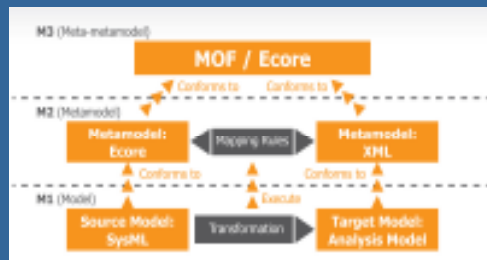 M3 (Meta-metamodel)
MOF / Ecore
Conforms to
Conforms to
M2 (Metamodel)
Metamodel:
Ecore
Mapping Rules
Metamodel:
XML
Conforms to
Conforms to
M1 (Model)
Execute
Source Model:
SysML
Transformation
Target Model:
Analysis Model